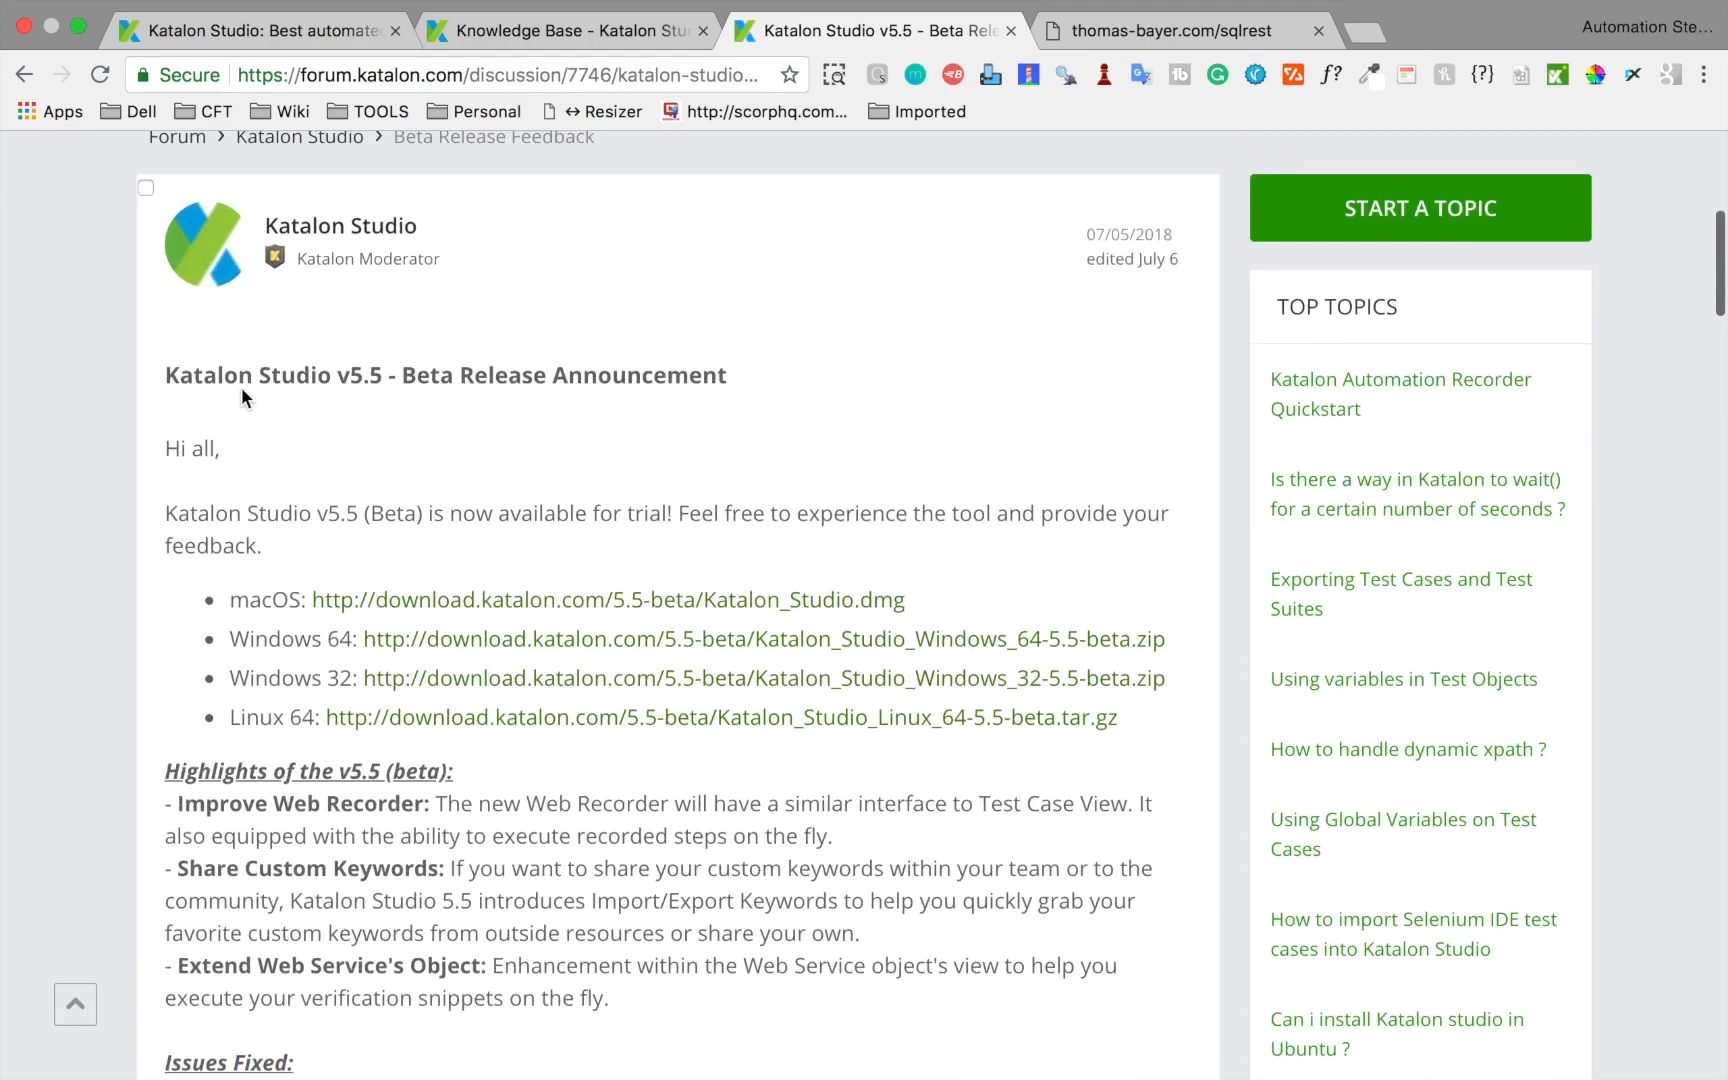 Katalon Studio: Best automate
Knowledge Base - Katalon Stu
Katalon Studio v5.5 - Beta Rele
thomas-bayer.com/sqlrest
Automation Ste...
Secure
https://forum.katalon.com/discussion/7746/katalon-studio...
Apps
Dell
CFT
Wiki
TOOLS
Personal
↔ Resizer
http://scorphq.com...
Imported
Forum > Katalon Studio > Beta Release Feedback
Katalon Studio
Katalon Moderator
07/05/2018
edited July 6
Katalon Studio v5.5 - Beta Release Announcement
Hi all,
Katalon Studio v5.5 (Beta) is now available for trial! Feel free to experience the tool and provide your
feedback.
• macOS: http://download.katalon.com/5.5-beta/Katalon_Studio.dmg
• Windows 64: http://download.katalon.com/5.5-beta/Katalon_Studio_Windows_64-5.5-beta.zip
• Windows 32: http://download.katalon.com/5.5-beta/Katalon_Studio_Windows_32-5.5-beta.zip
• Linux 64: http://download.katalon.com/5.5-beta/Katalon_Studio_Linux_64-5.5-beta.tar.gz
Highlights of the v5.5 (beta):
- Improve Web Recorder: The new Web Recorder will have a similar interface to Test Case View. It
also equipped with the ability to execute recorded steps on the fly.
- Share Custom Keywords: If you want to share your custom keywords within your team or to the
community, Katalon Studio 5.5 introduces Import/Export Keywords to help you quickly grab your
favorite custom keywords from outside resources or share your own.
- Extend Web Service's Object: Enhancement within the Web Service object's view to help you
execute your verification snippets on the fly.
Issues Fixed:
START A TOPIC
TOP TOPICS
Katalon Automation Recorder
Quickstart
Is there a way in Katalon to wait()
for a certain number of seconds ?
Exporting Test Cases and Test
Suites
Using variables in Test Objects
How to handle dynamic xpath ?
Using Global Variables on Test
Cases
How to import Selenium IDE test
cases into Katalon Studio
Can i install Katalon studio in
Ubuntu ?